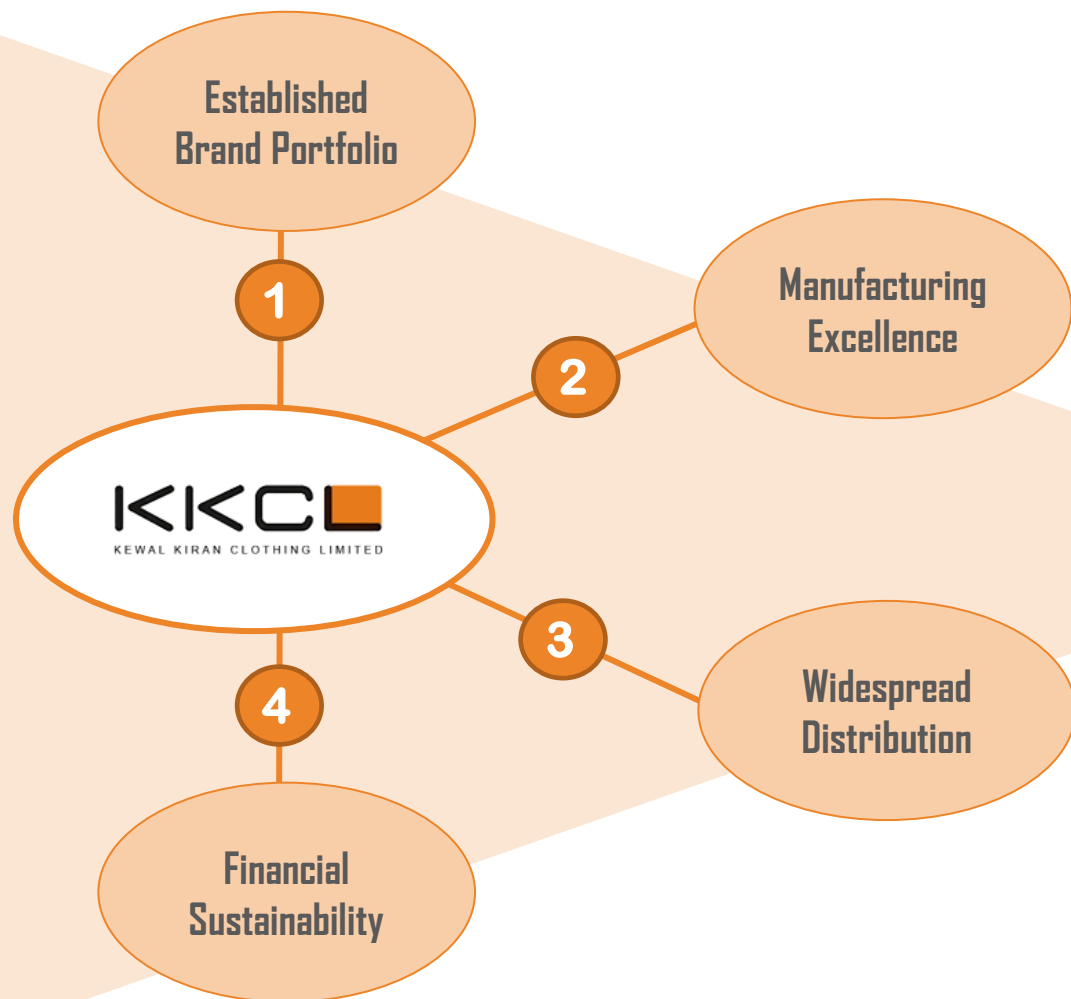 Established
Brand Portfolio
1
Manufacturing
Excellence
2
KKCL
KEWAL KIRAN CLOTHING LIMITED
3
Widespread
Distribution
4
Financial
Sustainability